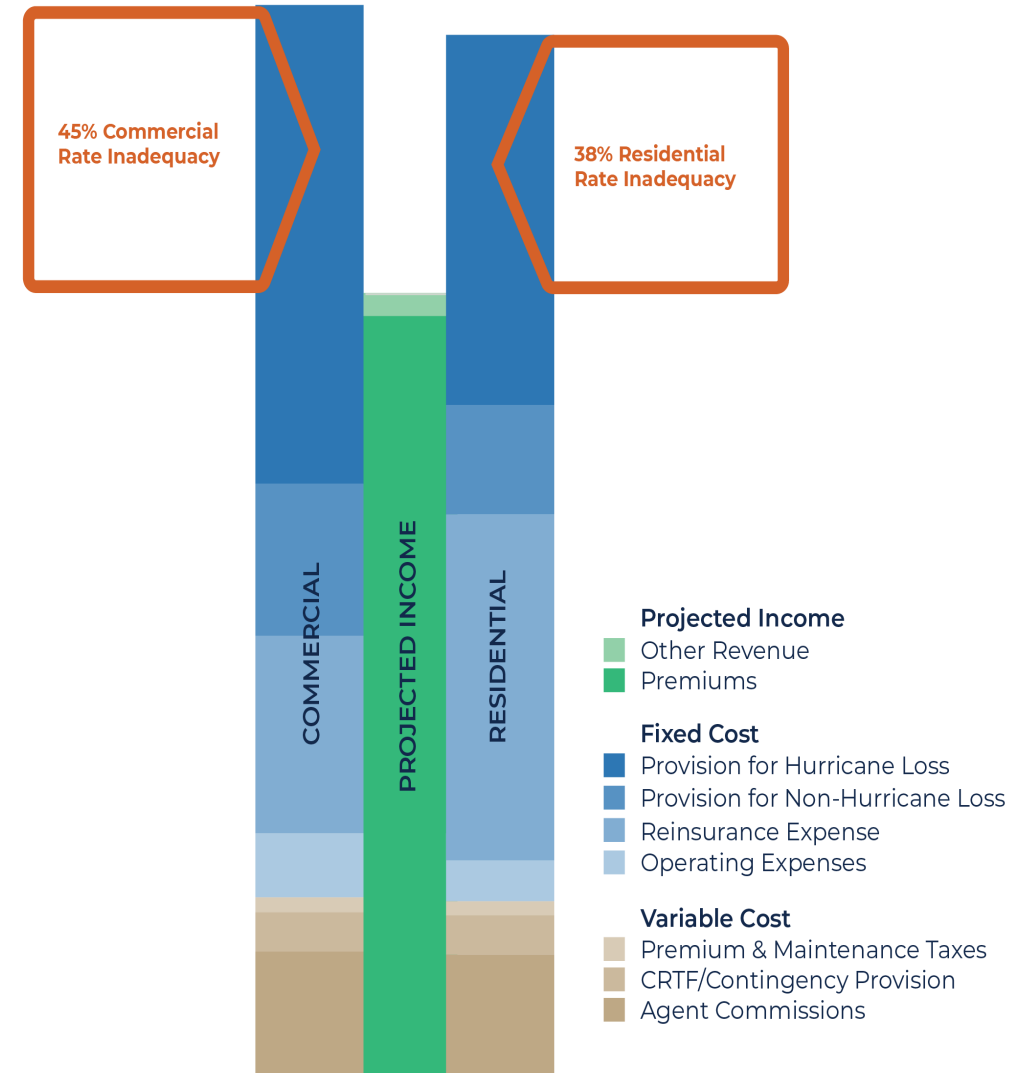 45% Commercial
Rate Inadequacy
38% Residential
Rate Inadequacy
COMMERCIAL
PROJECTED INCOME
RESIDENTIAL
Projected Income
Other Revenue
Premiums
Fixed Cost
Provision for Hurricane Loss
Provision for Non-Hurricane Loss
Reinsurance Expense
Operating Expenses
Variable Cost
Premium & Maintenance Taxes
CRTF/Contingency Provision
Agent Commissions